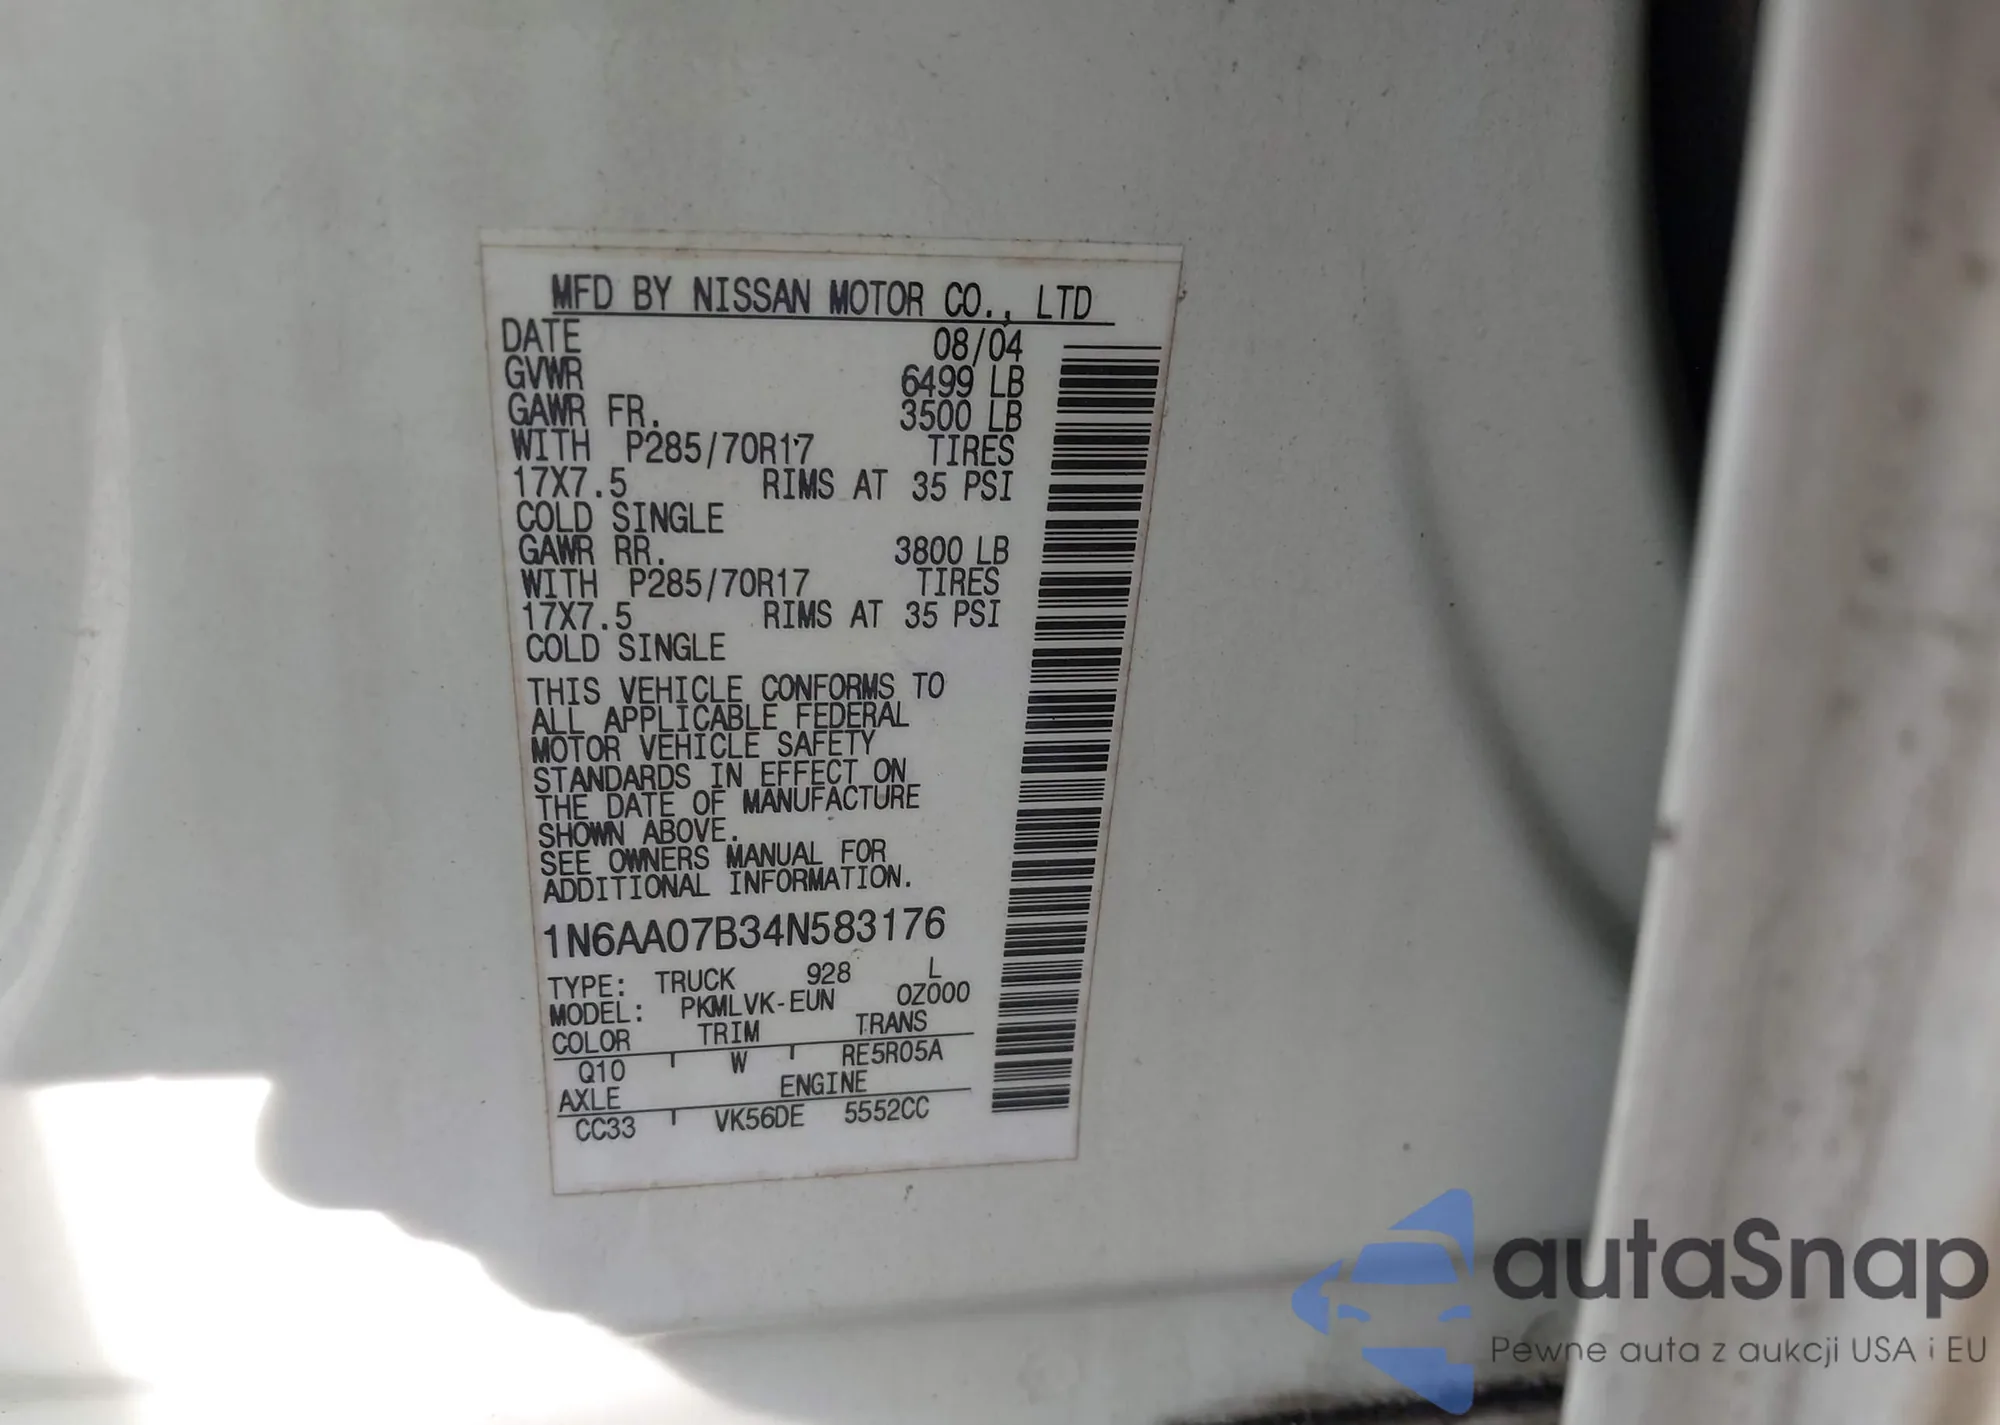 MFD BY NISSAN MOTOR CO., LTD
DATE 08/04
GVWR 6499 LB
GAWR FR. 3500 LB
WITH P285/70R17 TIRES
17X7.5 RIMS AT 35 PSI
COLD SINGLE
GAWR RR. 3800 LB
WITH P285/70R17 TIRES
17X7.5 RIMS AT 35 PSI
COLD SINGLE
THIS VEHICLE CONFORMS TO
ALL APPLICABLE FEDERAL
MOTOR VEHICLE SAFETY
STANDARDS IN EFFECT ON
THE DATE OF MANUFACTURE
SHOWN ABOVE.
SEE OWNERS MANUAL FOR
ADDITIONAL INFORMATION.
1N6AA07B34N583176
TYPE: TRUCK 928 L
MODEL: PKMLVK-EUN 0Z000
COLOR TRIM TRANS
Q10 W RE5R05A
AXLE ENGINE
CC33 VK56DE 5552CC
autaSnap
Pewne auta z aukcji USA i EU